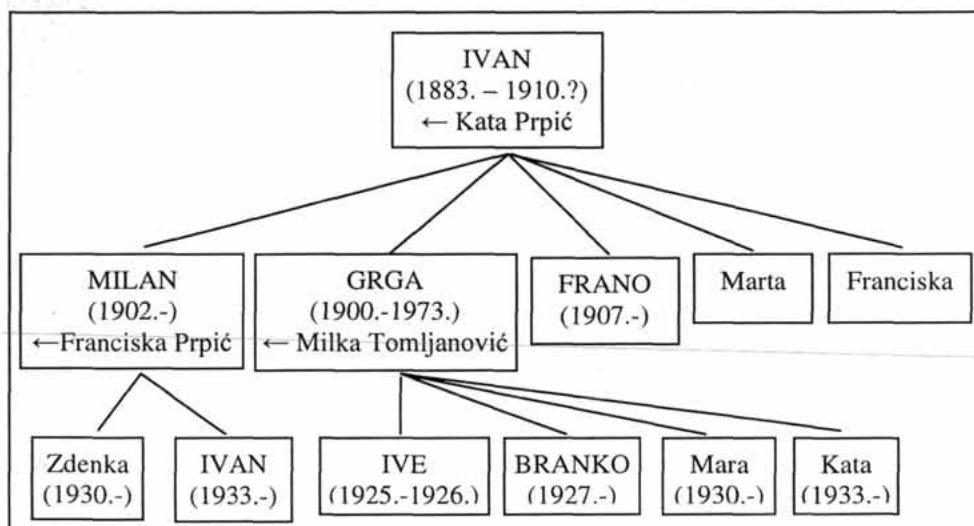 IVAN
(1883. – 1910.?)
← Kata Prpić
MILAN
(1902.-)
←Franciska Prpić
GRGA
(1900.-1973.)
← Milka Tomljanović
FRANO
(1907.-)
Marta
Franciska
Zdenka
(1930.-)
IVAN
(1933.-)
IVE
(1925.-1926.)
BRANKO
(1927.-)
Mara
(1930.-)
Kata
(1933.-)